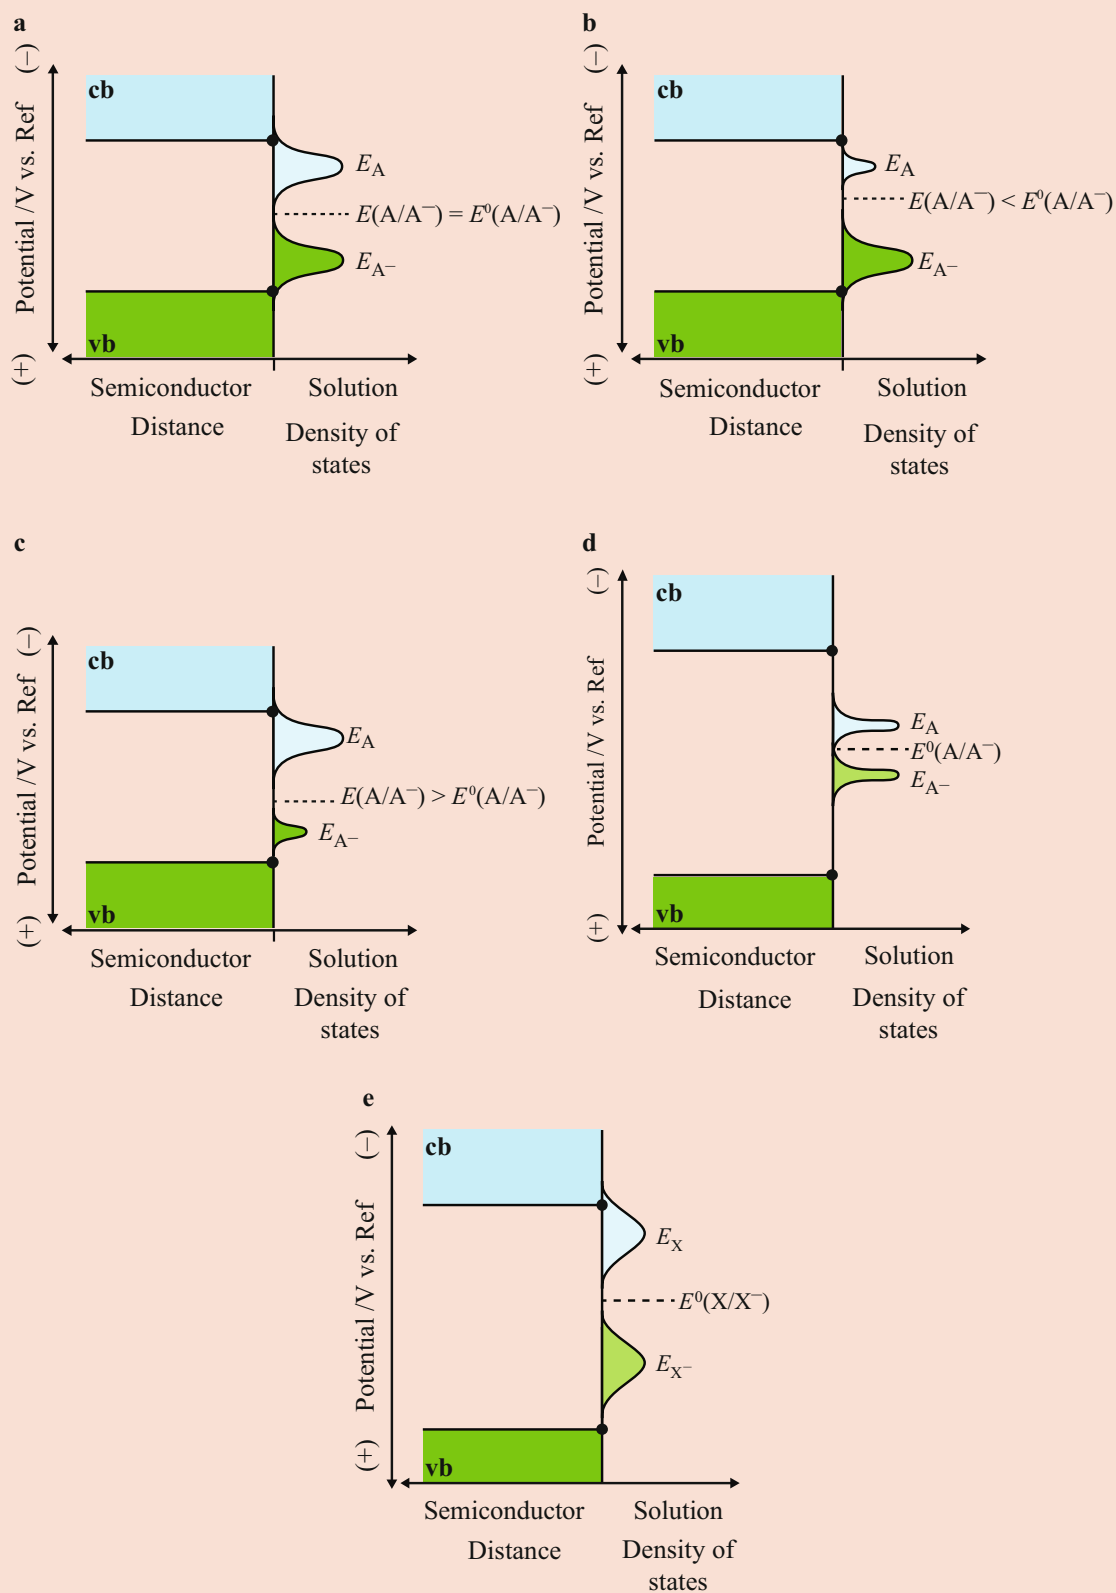 a
(–)
Potential /V vs. Ref
(+)
cb
E_A
E(A/A⁻) = E⁰(A/A⁻)
E_A–
vb
Semiconductor
Solution
Distance
Density of
states
b
(–)
Potential /V vs. Ref
(+)
cb
E_A
E(A/A⁻) < E⁰(A/A⁻)
E_A–
vb
Semiconductor
Solution
Distance
Density of
states
c
(–)
Potential /V vs. Ref
(+)
cb
E_A
E(A/A⁻) > E⁰(A/A⁻)
E_A–
vb
Semiconductor
Solution
Distance
Density of
states
d
(–)
Potential /V vs. Ref
(+)
cb
E_A
E⁰(A/A⁻)
E_A–
vb
Semiconductor
Solution
Distance
Density of
states
e
(–)
Potential /V vs. Ref
(+)
cb
E_X
E⁰(X/X⁻)
E_X–
vb
Semiconductor
Solution
Distance
Density of
states